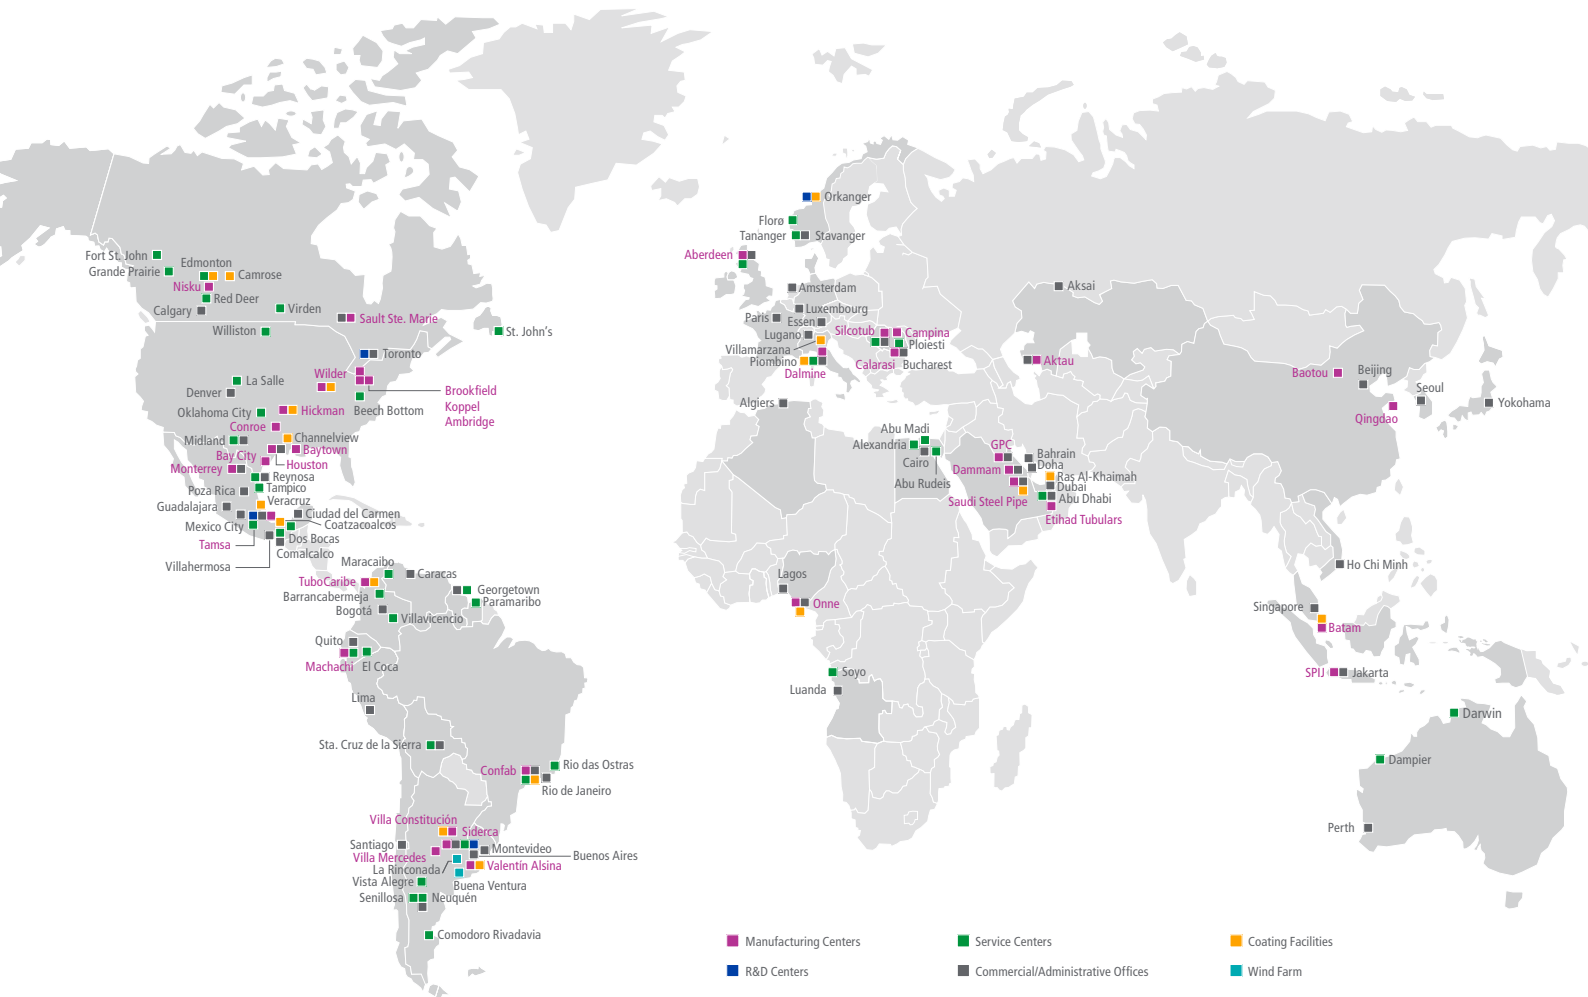 Fort St. John
Grande Prairie
Edmonton
Camrose
Nisku
Red Deer
Calgary
Virden
Sault Ste. Marie
Williston
St. John's
Toronto
Wilder
La Salle
Denver
Brookfield
Koppel
Ambridge
Beech Bottom
Oklahoma City
Hickman
Conroe
Midland
Channelview
Baytown
Bay City
Houston
Monterrey
Reynosa
Tampico
Poza Rica
Veracruz
Guadalajara
Ciudad del Carmen
Mexico City
Coatzacoalcos
Tamsa
Dos Bocas
Comalcalco
Villahermosa
Maracaibo
Caracas
TuboCaribe
Georgetown
Barrancabermeja
Paramaribo
Bogotá
Villavicencio
Quito
Machachi
El Coca
Lima
Sta. Cruz de la Sierra
Rio das Ostras
Confab
Rio de Janeiro
Villa Constitución
Siderca
Santiago
Montevideo
Villa Mercedes
Buenos Aires
La Rinconada
Valentín Alsina
Vista Alegre
Buena Ventura
Senillosa
Neuquén
Comodoro Rivadavia
Orkanger
Florø
Tananger
Stavanger
Aberdeen
Amsterdam
Luxembourg
Paris
Essen
Lugano
Silcotub
Campina
Villamarzana
Ploiesti
Piombino
Calarasi
Bucharest
Dalmine
Algiers
Aksai
Aktau
Baotou
Beijing
Seoul
Yokohama
Qingdao
Abu Madi
Alexandria
Cairo
Abu Rudeis
GPC
Bahrain
Doha
Dammam
Ras Al-Khaimah
Dubai
Abu Dhabi
Saudi Steel Pipe
Etihad Tubulars
Lagos
Onne
Soyo
Luanda
Ho Chi Minh
Singapore
Batam
SPIJ
Jakarta
Darwin
Dampier
Perth
Manufacturing Centers
Service Centers
Coating Facilities
R&D Centers
Commercial/Administrative Offices
Wind Farm